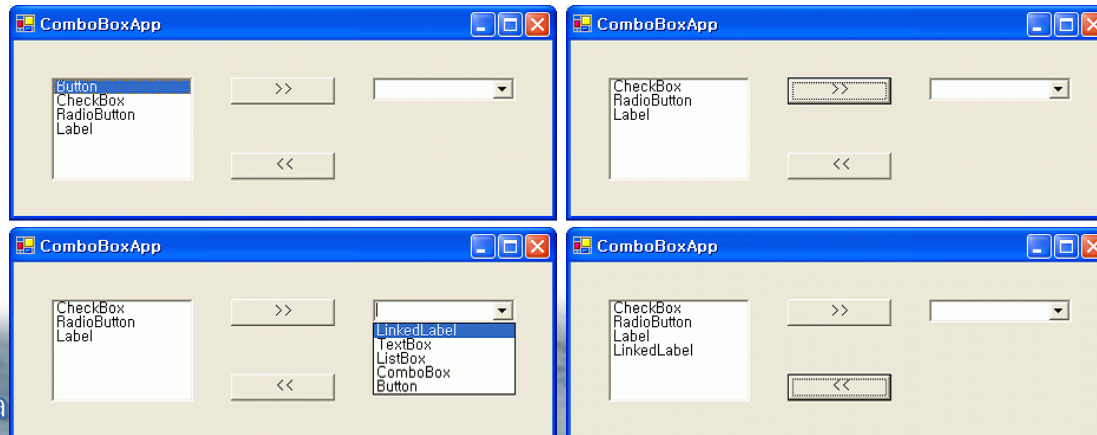 ComboBoxApp
Button
CheckBox
RadioButton
Label
>>
<<
ComboBoxApp
CheckBox
RadioButton
Label
>>
<<
ComboBoxApp
CheckBox
RadioButton
Label
>>
<<
LinkedLabel
TextBox
ListBox
ComboBox
Button
ComboBoxApp
CheckBox
RadioButton
Label
LinkedLabel
>>
<<